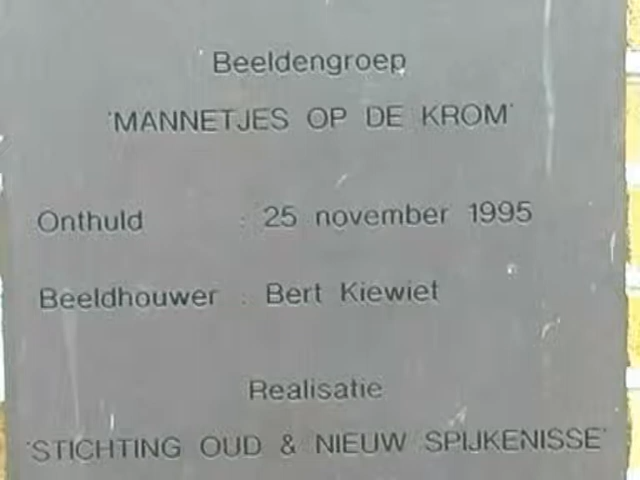 Beeldengroep
'MANNETJES OP DE KROM'
Onthuld : 25 november 1995
Beeldhouwer : Bert Kiewiet
Realisatie
'STICHTING OUD & NIEUW SPIJKENISSE'